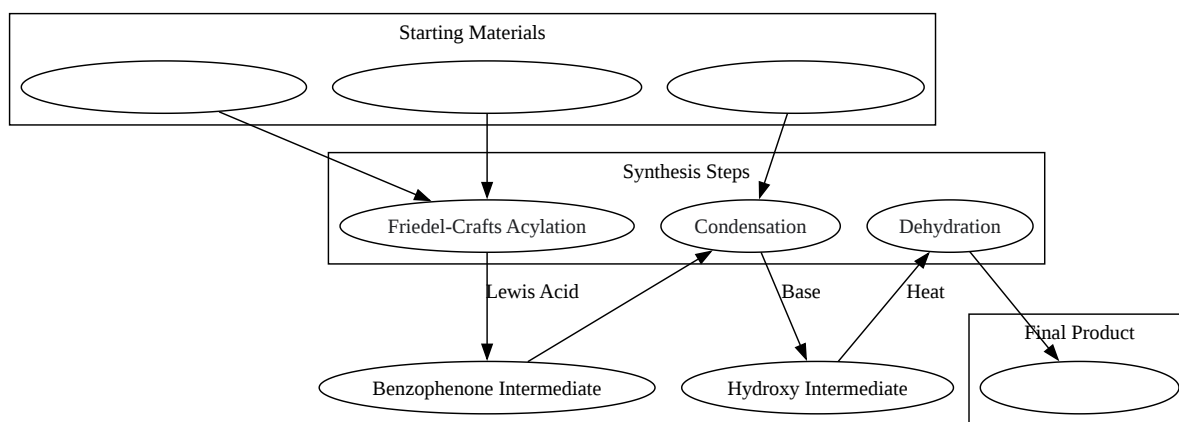 Starting Materials
Synthesis Steps
Friedel-Crafts Acylation
Condensation
Dehydration
Lewis Acid
Base
Heat
Final Product
Benzophenone Intermediate
Hydroxy Intermediate